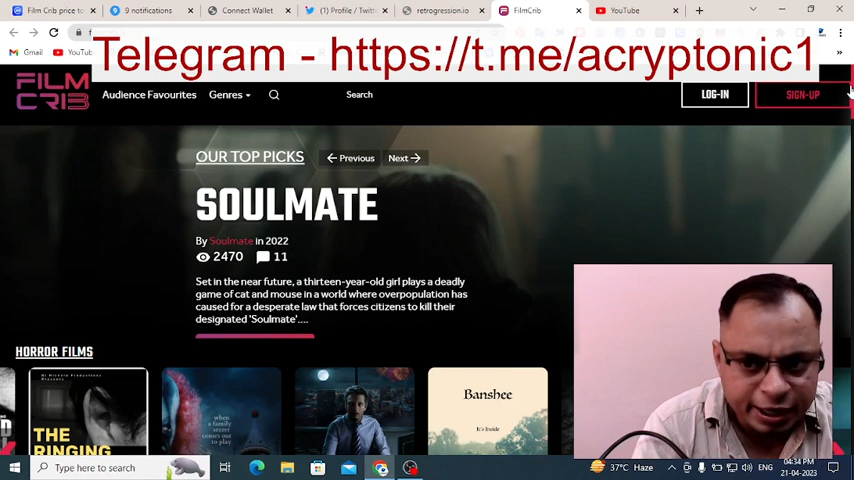 Film Crib price to
9 notifications
Connect Wallet
(1) Profile / Twitt
retrogression.io
FilmCrib
YouTube
Gmail
YouTu
Telegram - https://t.me/acryptonic1
FILM
CRIB
Audience Favourites
Genres
Search
LOG-IN
SIGN-UP
OUR TOP PICKS
Previous
Next
SOULMATE
By Soulmate in 2022
2470
11
Set in the near future, a thirteen-year-old girl plays a deadly
game of cat and mouse in a world where overpopulation has
caused for a desperate law that forces citizens to kill their
designated 'Soulmate'....
HORROR FILMS
THE
RINGING
when a
family secret
comes out
to play
Banshee
It's Inside
Type here to search
37°C Haze
ENG
04:34 PM
21-04-2023